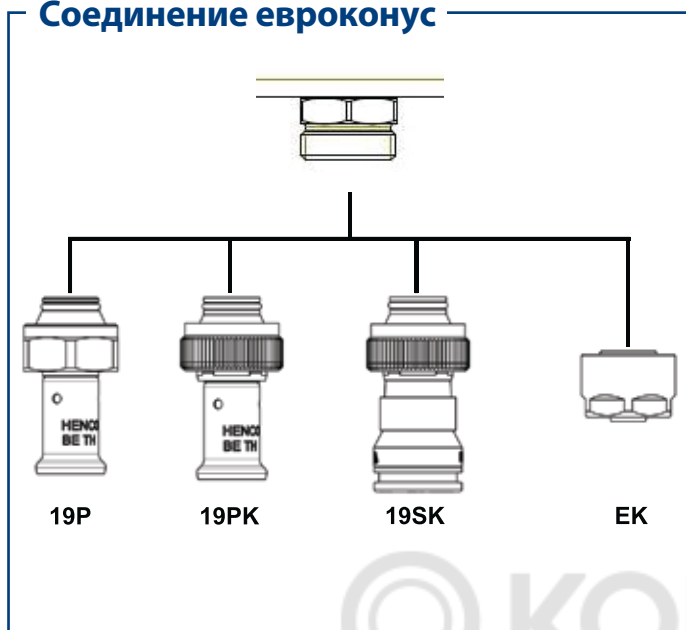 Соединение евроконус
HENCO
BE TH
HENCO
BE TH
19P
19PK
19SK
EK